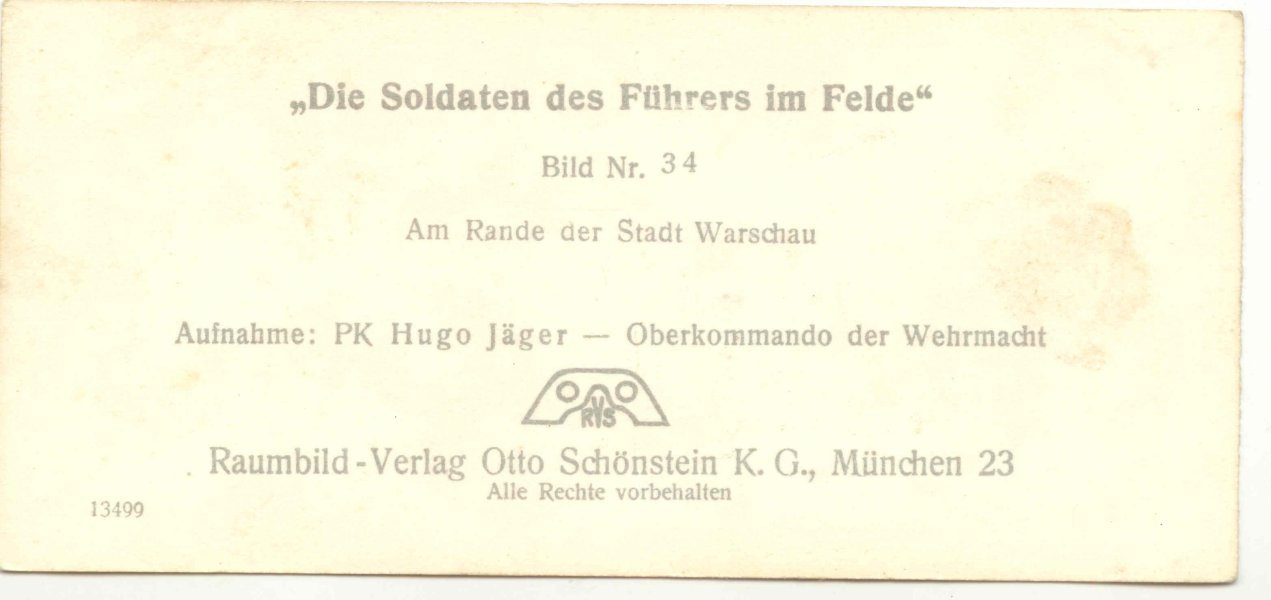 „Die Soldaten des Führers im Felde“
Bild Nr. 34
Am Rande der Stadt Warschau
Aufnahme: PK Hugo Jäger — Oberkommando der Wehrmacht
RVS
Raumbild-Verlag Otto Schönstein K. G., München 23
Alle Rechte vorbehalten
13499